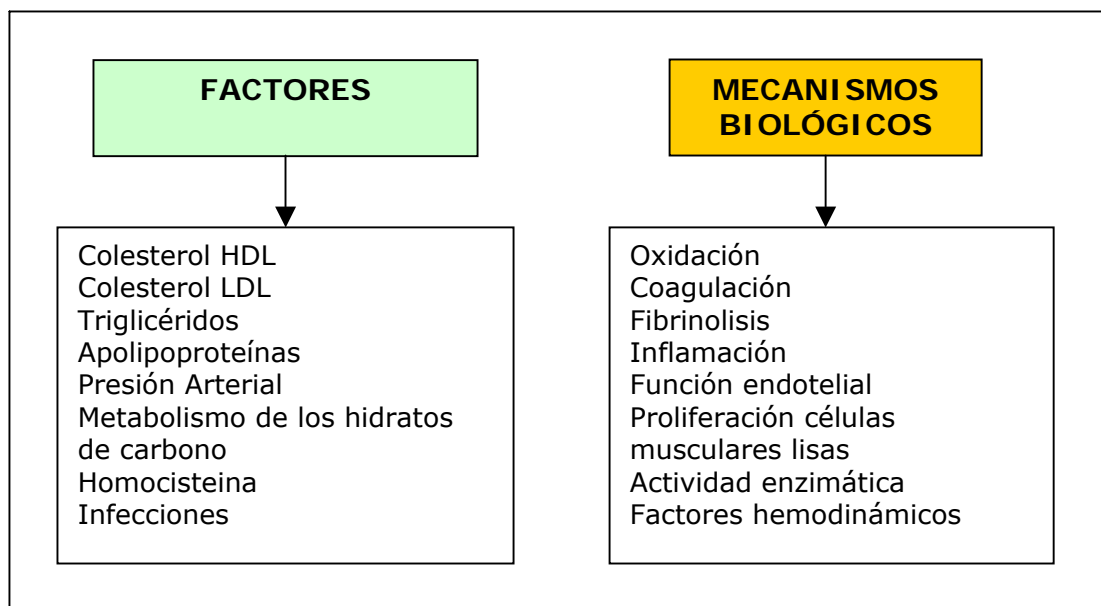 FACTORES
Colesterol HDL
Colesterol LDL
Triglicéridos
Apolipoproteínas
Presión Arterial
Metabolismo de los hidratos
de carbono
Homocisteina
Infecciones
MECANISMOS
BIOLÓGICOS
Oxidación
Coagulación
Fibrinolisis
Inflamación
Función endotelial
Proliferación células
musculares lisas
Actividad enzimática
Factores hemodinámicos